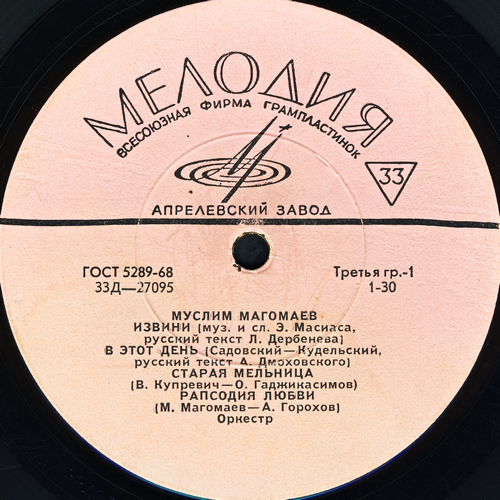 МЕЛОДИЯ
ВСЕСОЮЗНАЯ ФИРМА ГРАМПЛАСТИНОК
33
АПРЕЛЕВСКИЙ ЗАВОД
ГОСТ 5289-68 Третья гр.-1
33Д—27095 1-30
МУСЛИМ МАГОМАЕВ
ИЗВИНИ (муз. и сл. Э. Масиаса,
русский текст Л. Дербенева)
В ЭТОТ ДЕНЬ (Садовский—Кудельский,
русский текст А. Дмоховского)
СТАРАЯ МЕЛЬНИЦА
(В. Купревич—О. Гаджикасимов)
РАПСОДИЯ ЛЮБВИ
(М. Магомаев—А. Горохов)
Оркестр